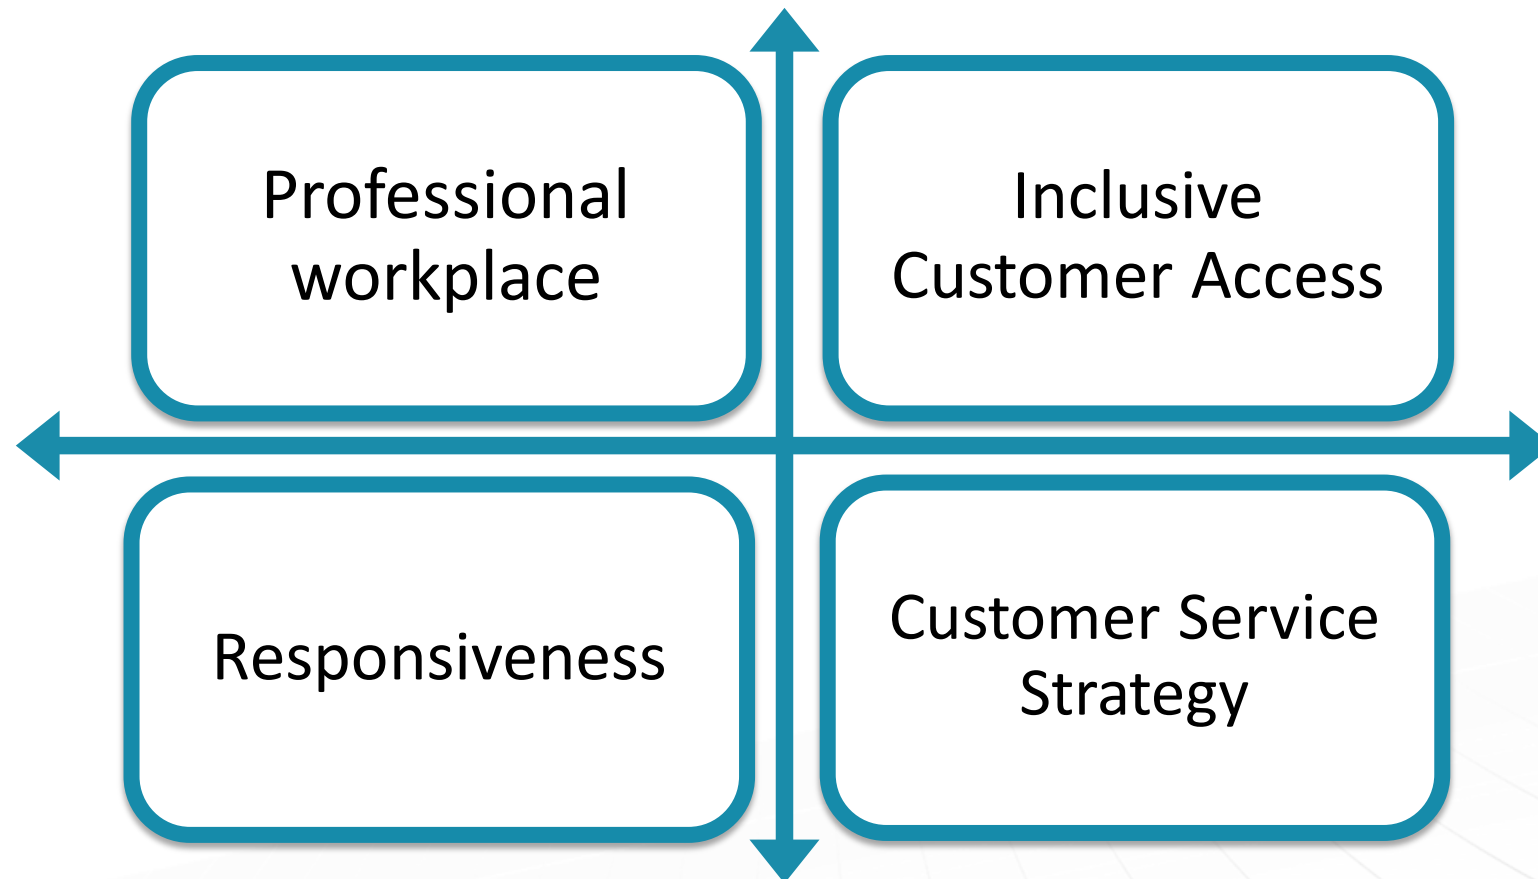 Professional
workplace
Inclusive
Customer Access
Responsiveness
Customer Service
Strategy